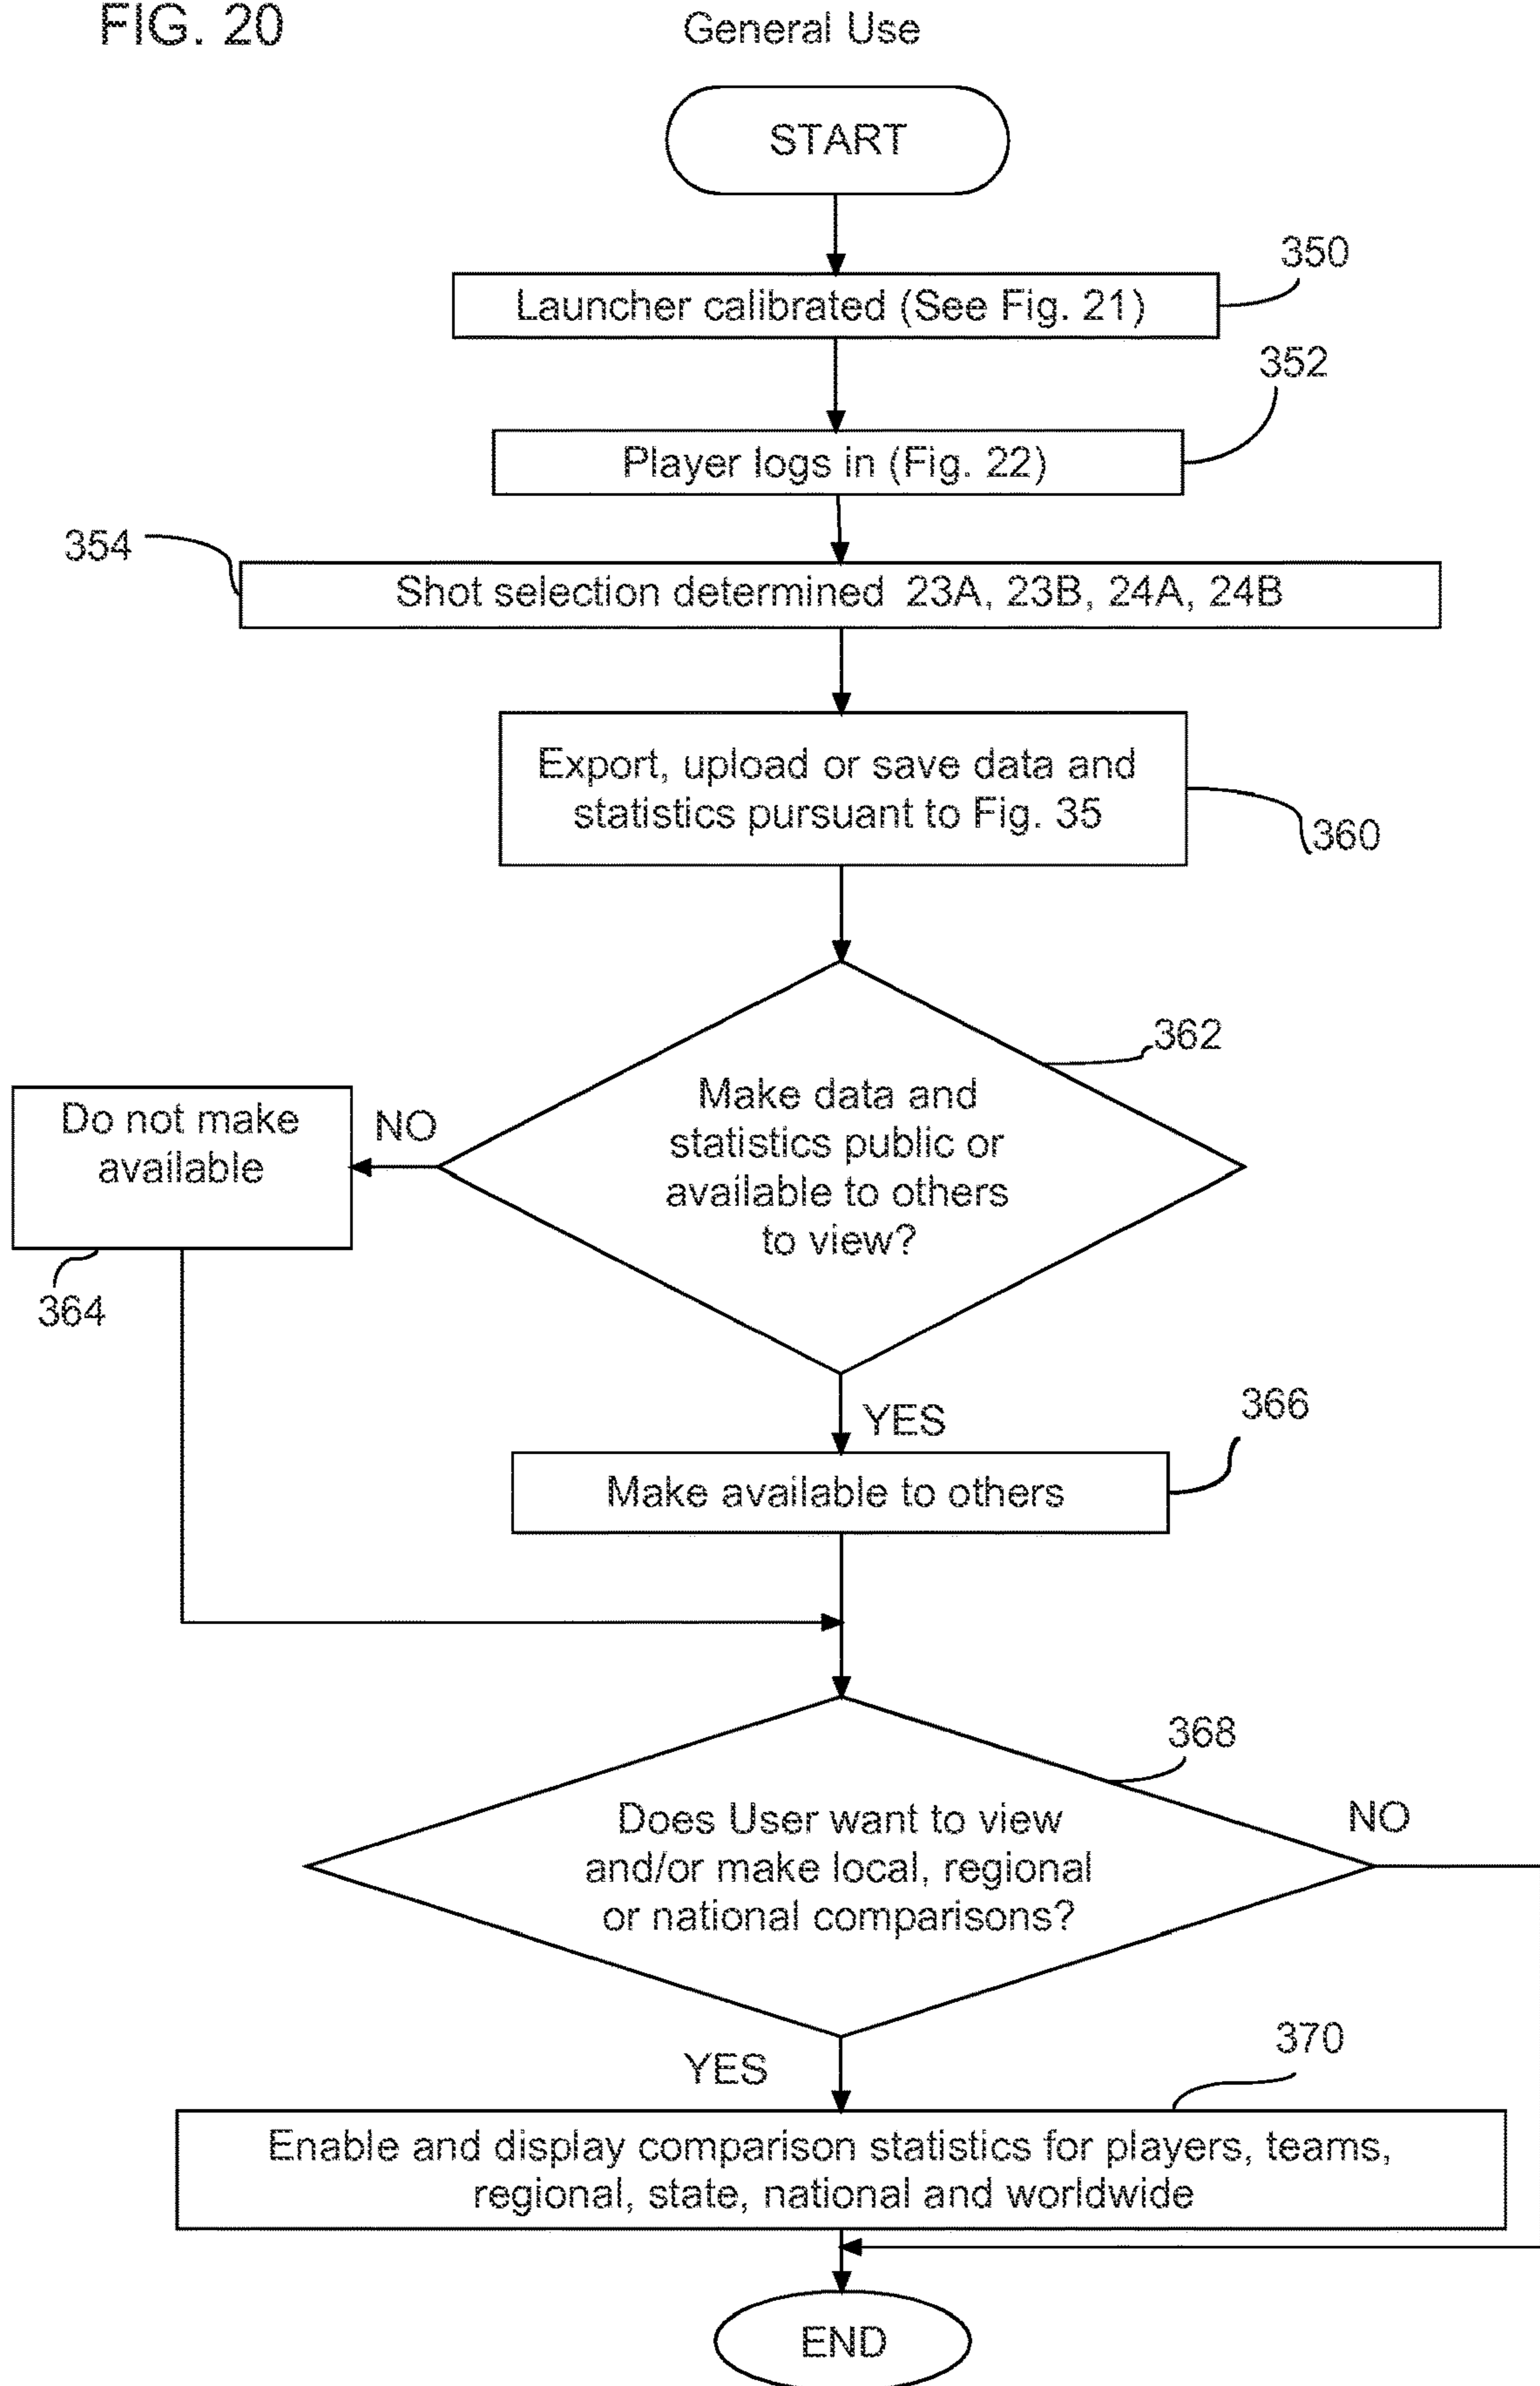 FIG. 20
General Use
START
350
Launcher calibrated (See Fig. 21)
352
Player logs in (Fig. 22)
354
Shot selection determined 23A, 23B, 24A, 24B
Export, upload or save data and
statistics pursuant to Fig. 35
360
362
Make data and
statistics public or
available to others
to view?
NO
Do not make
available
364
YES
366
Make available to others
368
Does User want to view
and/or make local, regional
or national comparisons?
NO
YES
370
Enable and display comparison statistics for players, teams,
regional, state, national and worldwide
END